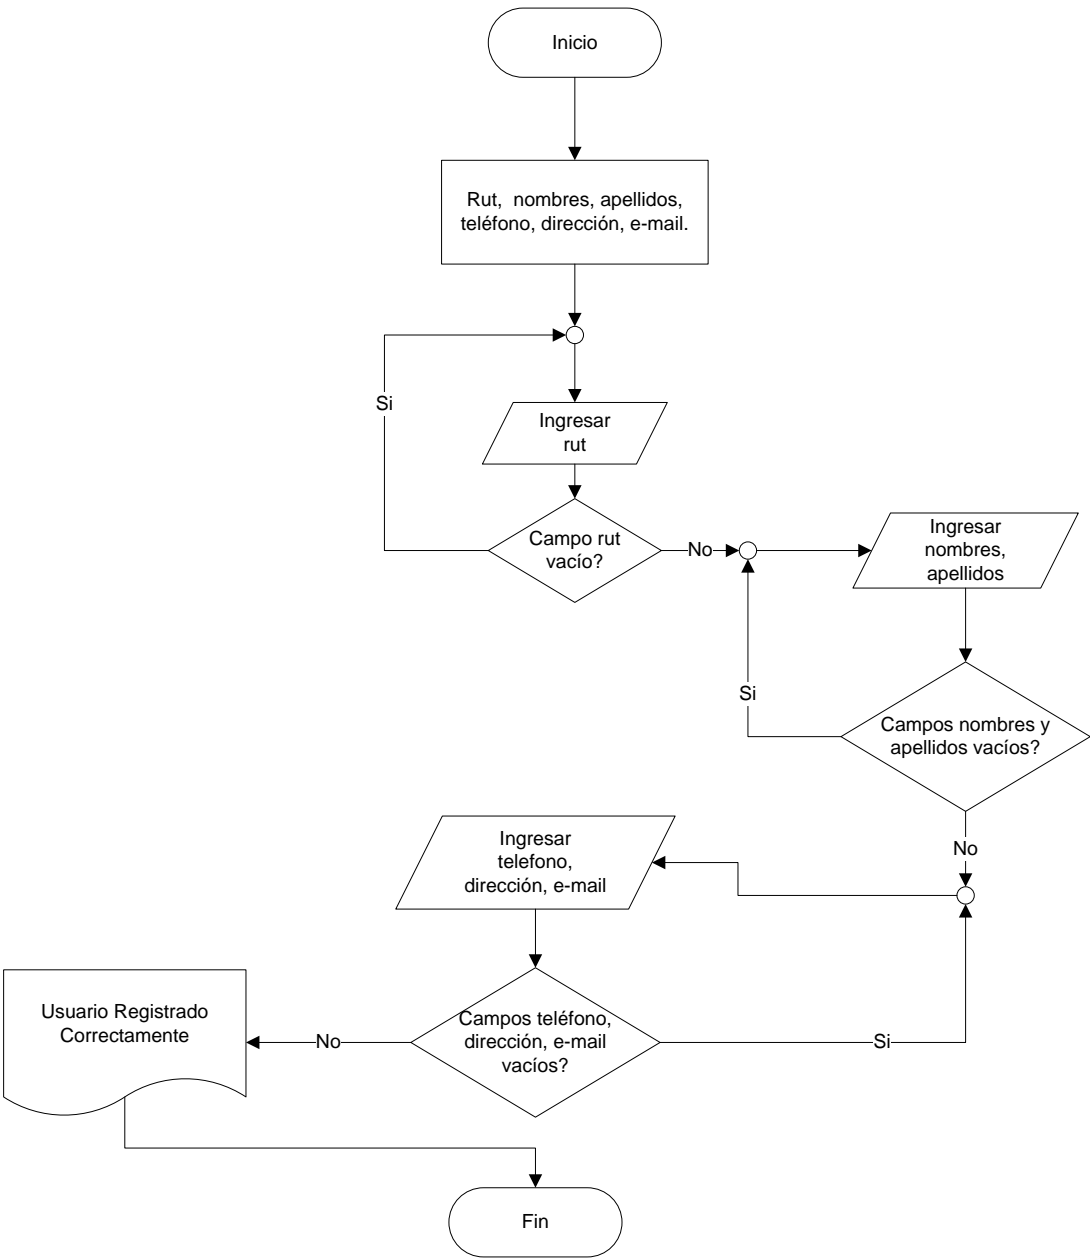 Inicio
Rut, nombres, apellidos,
teléfono, dirección, e-mail.
Si
Ingresar
rut
Campo rut
vacío?
No
Ingresar
nombres,
apellidos
Si
Campos nombres y
apellidos vacíos?
No
Ingresar
telefono,
dirección, e-mail
Campos teléfono,
dirección, e-mail
vacíos?
Si
No
Usuario Registrado
Correctamente
Fin